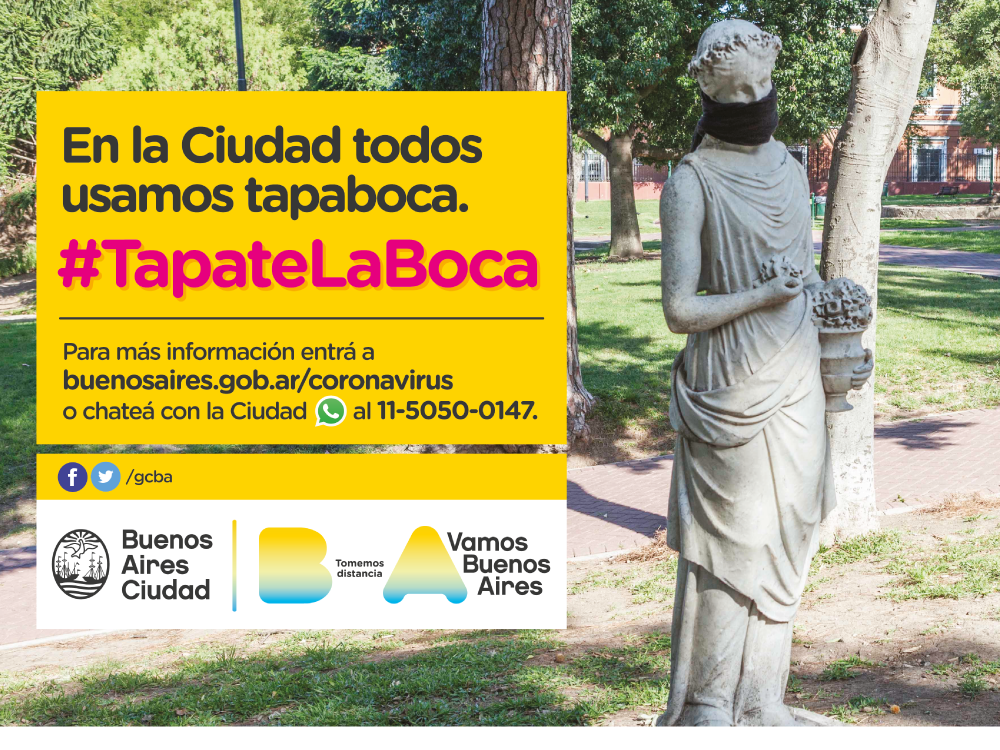 En la Ciudad todos
usamos tapaboca.
#TapateLaBoca
Para más información entrá a
buenosaires.gob.ar/coronavirus
o chateá con la Ciudad al 11-5050-0147.
/gcba
Buenos
Aires
Ciudad
B
Tomemos
distancia
A
Vamos
Buenos
Aires